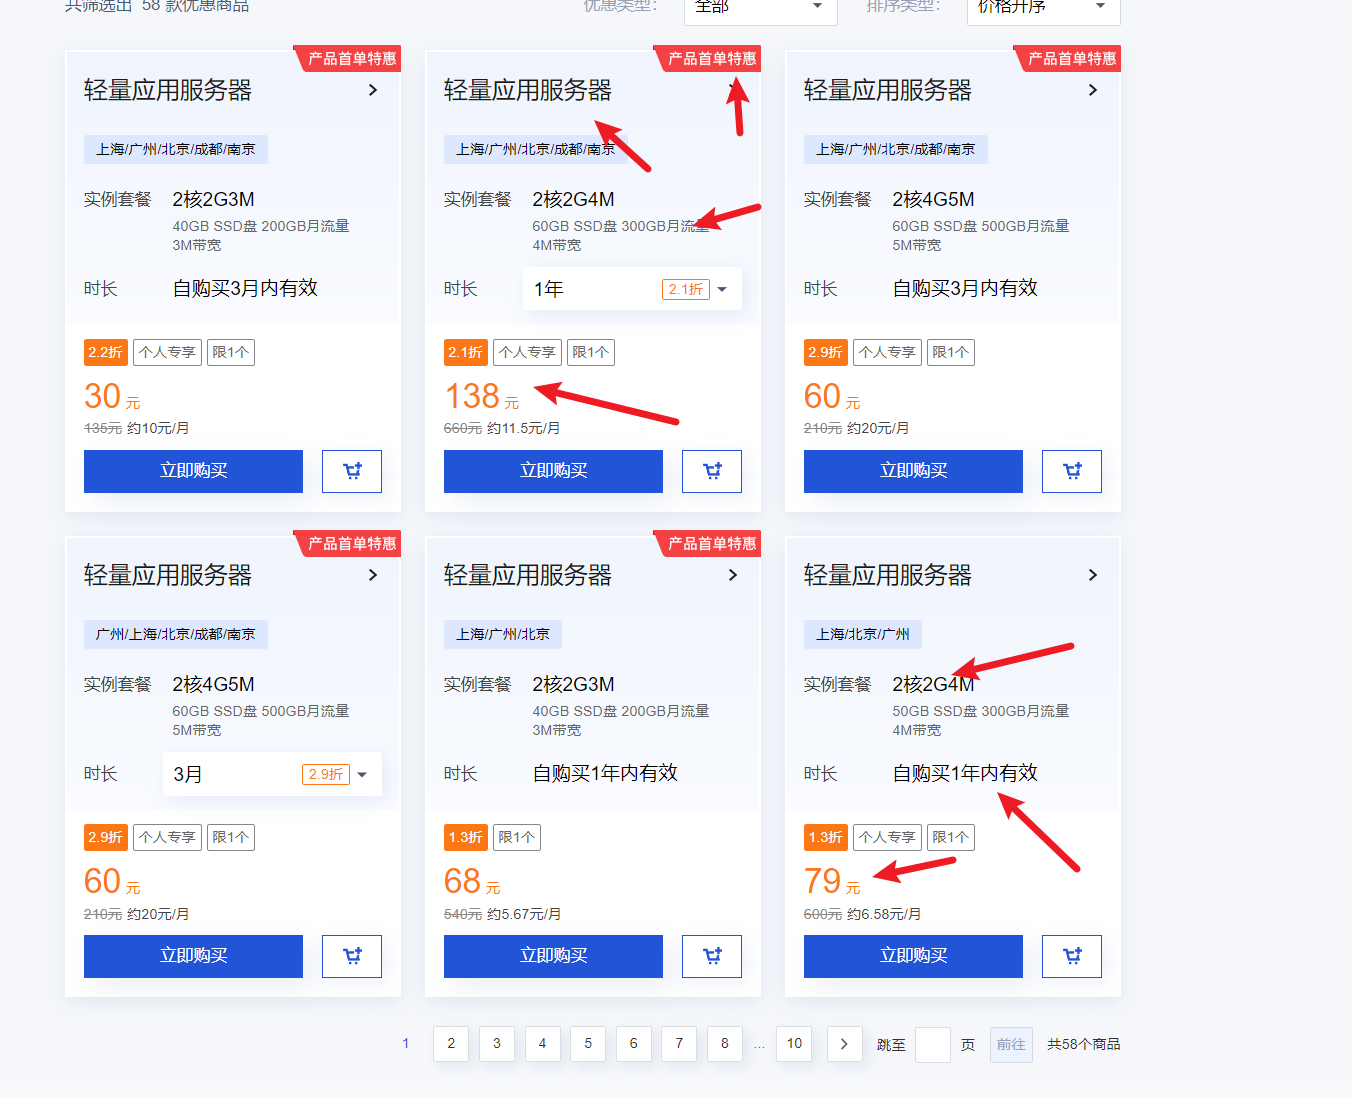 共筛选出 58 款优惠商品
优惠类型:
全部
排序类型:
价格升序
产品首单特惠
轻量应用服务器
上海/广州/北京/成都/南京
实例套餐
2核2G3M
40GB SSD盘 200GB月流量
3M带宽
时长
自购买3月内有效
2.2折 个人专享 限1个
30 元
135元 约10元/月
立即购买
产品首单特惠
轻量应用服务器
上海/广州/北京/成都/南京
实例套餐
2核2G4M
60GB SSD盘 300GB月流量
4M带宽
时长
1年
2.1折
2.1折 个人专享 限1个
138 元
660元 约11.5元/月
立即购买
产品首单特惠
轻量应用服务器
上海/广州/北京/成都/南京
实例套餐
2核4G5M
60GB SSD盘 500GB月流量
5M带宽
时长
自购买3月内有效
2.9折 个人专享 限1个
60 元
210元 约20元/月
立即购买
产品首单特惠
轻量应用服务器
广州/上海/北京/成都/南京
实例套餐
2核4G5M
60GB SSD盘 500GB月流量
5M带宽
时长
3月
2.9折
2.9折 个人专享 限1个
60 元
210元 约20元/月
立即购买
产品首单特惠
轻量应用服务器
上海/广州/北京
实例套餐
2核2G3M
40GB SSD盘 200GB月流量
3M带宽
时长
自购买1年内有效
1.3折 限1个
68 元
540元 约5.67元/月
立即购买
轻量应用服务器
上海/北京/广州
实例套餐
2核2G4M
50GB SSD盘 300GB月流量
4M带宽
时长
自购买1年内有效
1.3折 个人专享 限1个
79 元
600元 约6.58元/月
立即购买
1 2 3 4 5 6 7 8 ... 10 跳至 页 前往 共58个商品